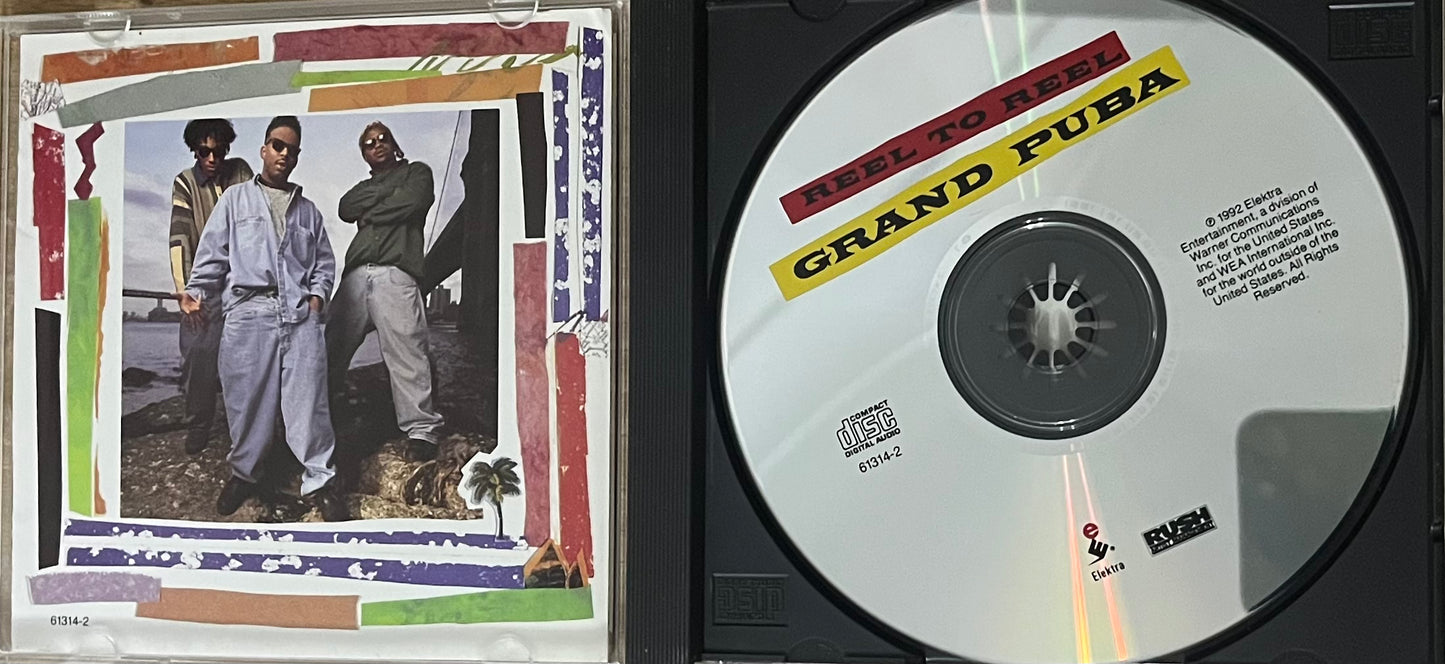 61314-2
REEL TO REEL
GRAND PUBA
℗ 1992 Elektra
Entertainment, a division of
Warner Communications
Inc. for the United States
and WEA International Inc.
for the world outside of the
United States. All Rights
Reserved.
COMPACT
disc
DIGITAL AUDIO
61314-2
e
Elektra
RUSH
disc
disc